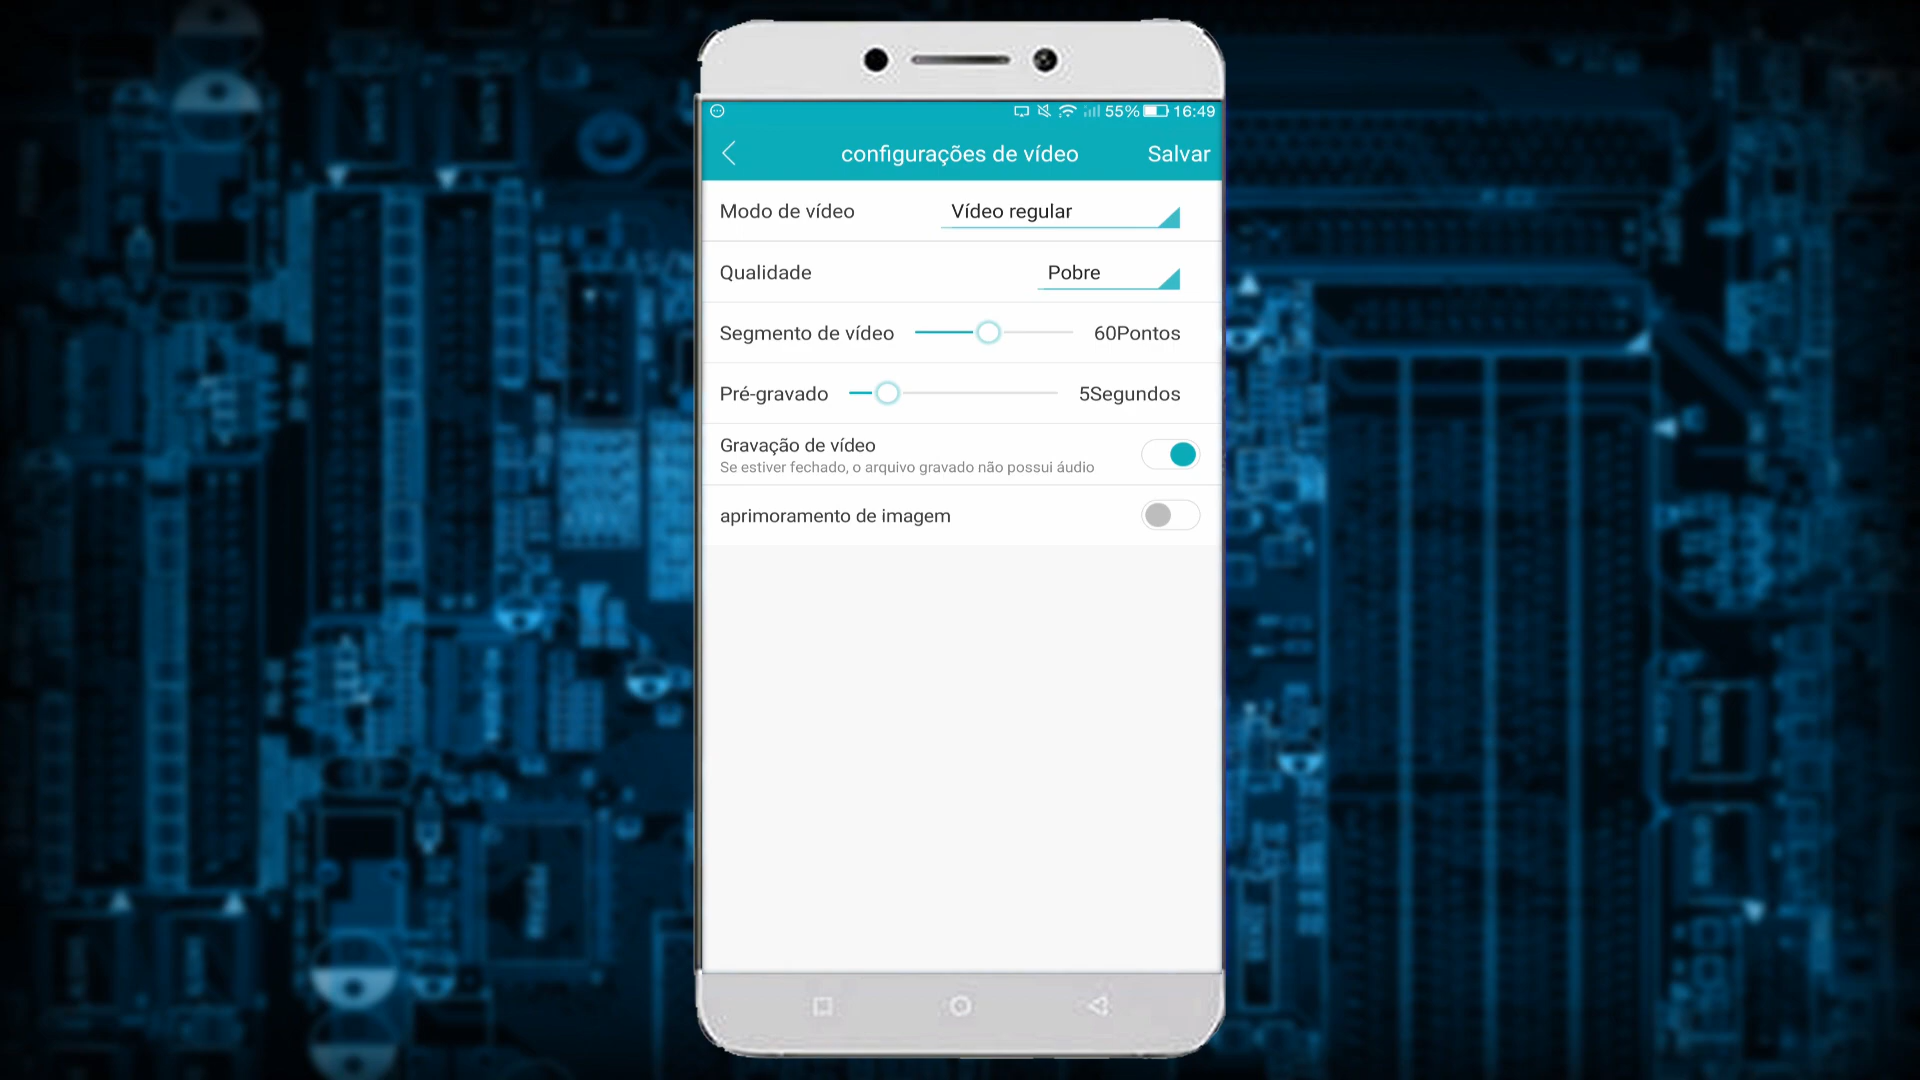 55% 16:49
configurações de vídeo Salvar
Modo de vídeo Vídeo regular
Qualidade Pobre
Segmento de vídeo 60Pontos
Pré-gravado 5Segundos
Gravação de vídeo
Se estiver fechado, o arquivo gravado não possui áudio
aprimoramento de imagem